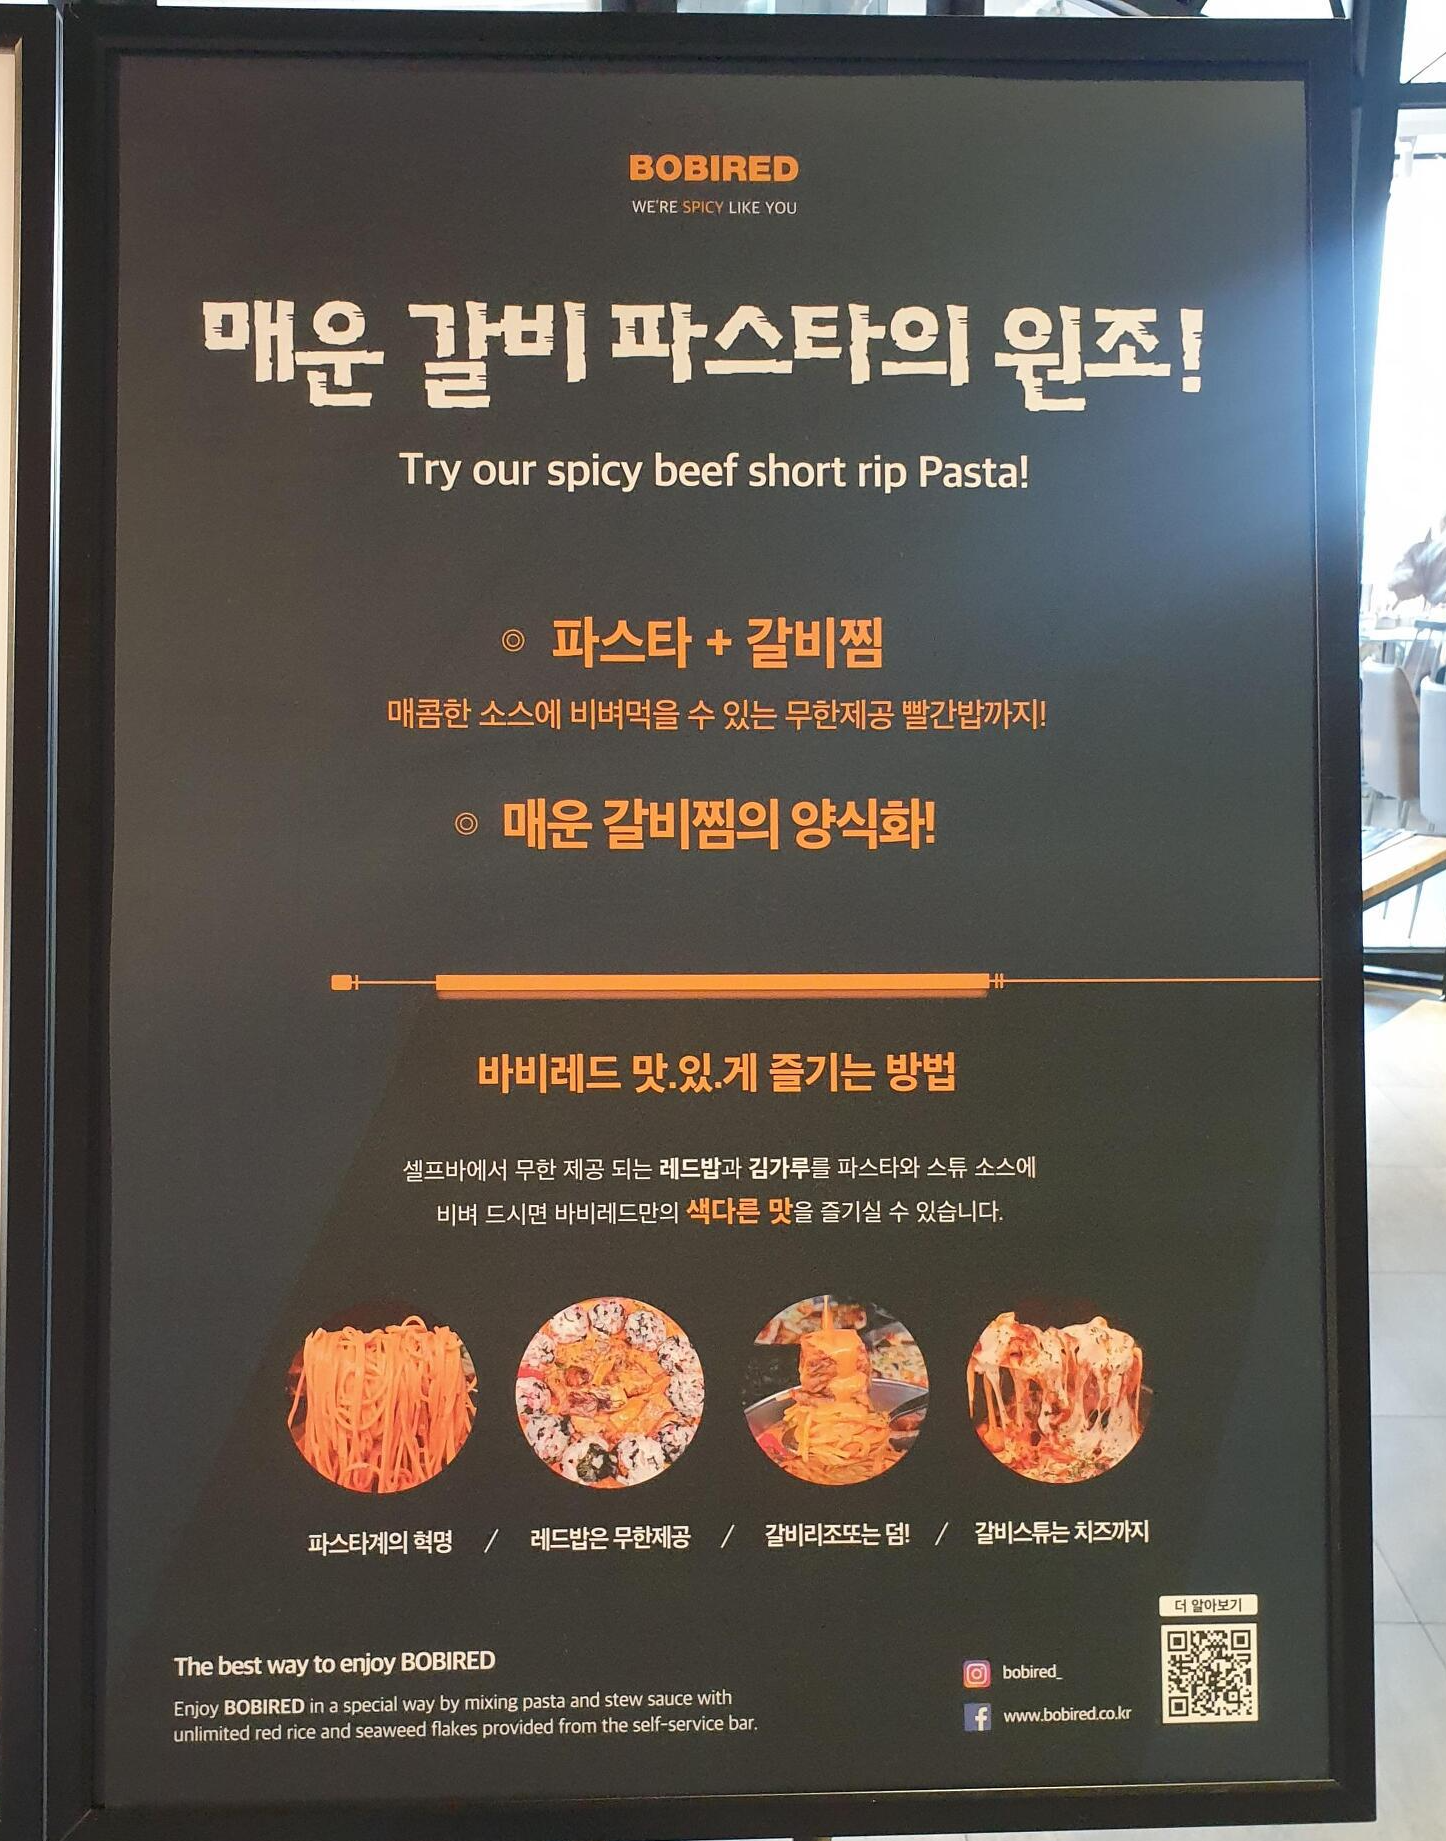 BOBIRED
WE'RE SPICY LIKE YOU
매운 갈비 파스타의 원조!
Try our spicy beef short rip Pasta!
◎ 파스타 + 갈비찜
매콤한 소스에 비벼먹을 수 있는 무한제공 빨간밥까지!
◎ 매운 갈비찜의 양식화!
바비레드 맛.있.게 즐기는 방법
셀프바에서 무한 제공 되는 레드밥과 김가루를 파스타와 스튜 소스에
비벼 드시면 바비레드만의 색다른 맛을 즐기실 수 있습니다.
파스타계의 혁명 / 레드밥은 무한제공 / 갈비리조또는 덤! / 갈비스튜는 치즈까지
더 알아보기
The best way to enjoy BOBIRED
Enjoy BOBIRED in a special way by mixing pasta and stew sauce with
unlimited red rice and seaweed flakes provided from the self-service bar.
bobired_
www.bobired.co.kr